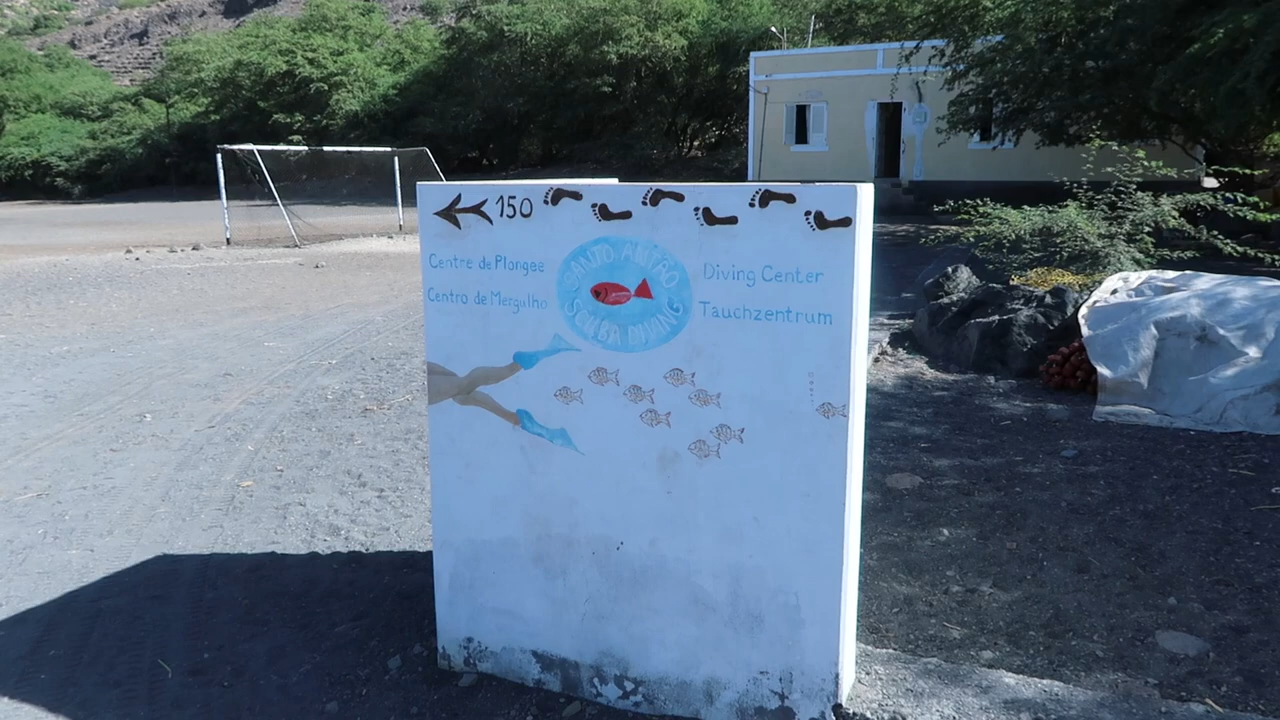 150
Centre de Plongee
Centro de Mergulho
SANTO ANTAO
SCUBA DIVING
Diving Center
Tauchzentrum